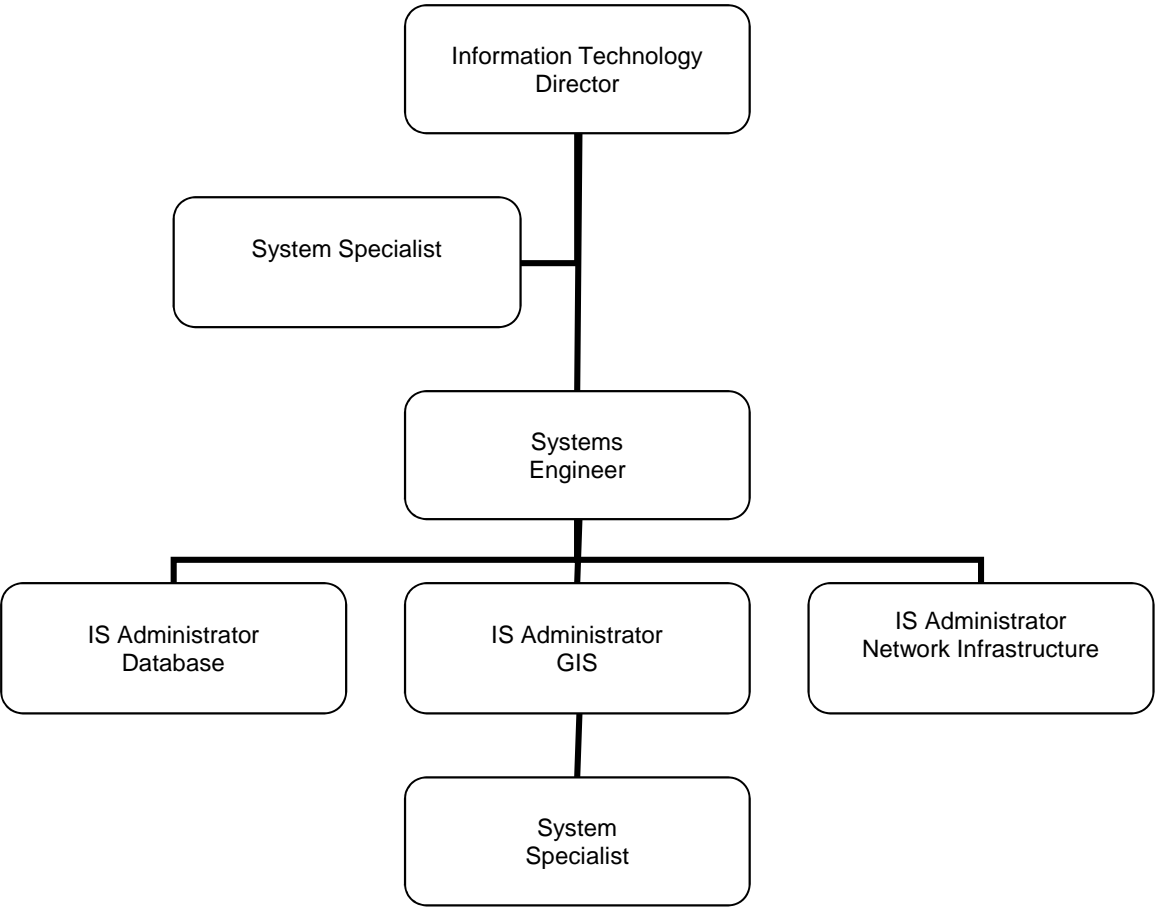 Information Technology
Director
System Specialist
Systems
Engineer
IS Administrator
Database
IS Administrator
GIS
IS Administrator
Network Infrastructure
System
Specialist